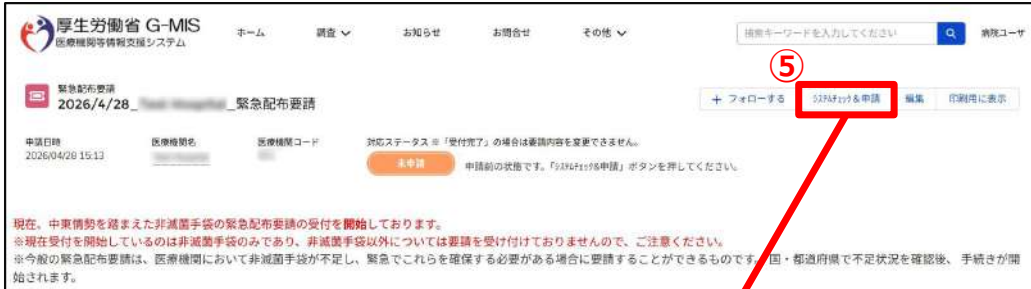 厚生労働省 G-MIS
医療機関等情報支援システム
ホーム
調査
お知らせ
お問合せ
その他
検索キーワードを入力してください
病院ユーザ
⑤
緊急配布要請
2026/4/28_ _緊急配布要請
+ フォローする
システムチェック&申請
編集
印刷用に表示
申請日時
2026/04/28 15:13
医療機関名
医療機関コード
対応ステータス ※「受付完了」の場合は要請内容を変更できません。
未申請
申請前の状態です。「システムチェック&申請」ボタンを押してください。
現在、中東情勢を踏まえた非滅菌手袋の緊急配布要請の受付を開始しております。
※現在受付を開始しているのは非滅菌手袋のみであり、非滅菌手袋以外については要請を受け付けておりませんので、ご注意ください。
※今般の緊急配布要請は、医療機関において非滅菌手袋が不足し、緊急でこれらを確保する必要がある場合に要請することができるものです。国・都道府県で不足状況を確認後、手続きが開
始されます。